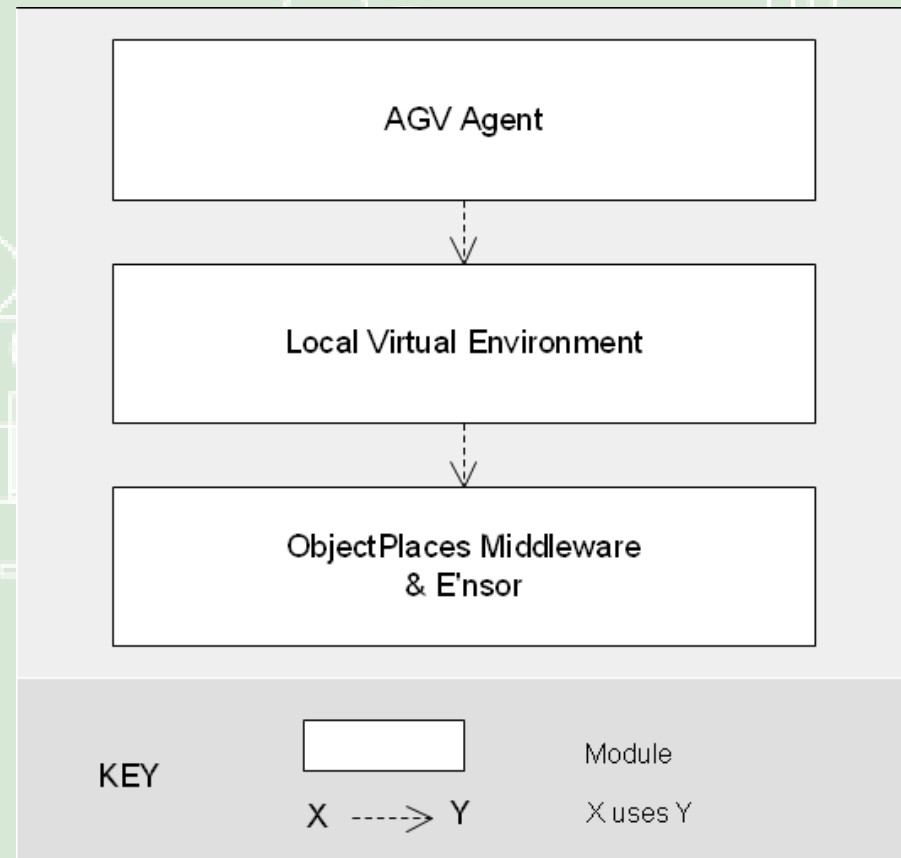 AGV Agent
Local Virtual Environment
ObjectPlaces Middleware
& E'nsor
KEY
Module
X -----> Y
X uses Y